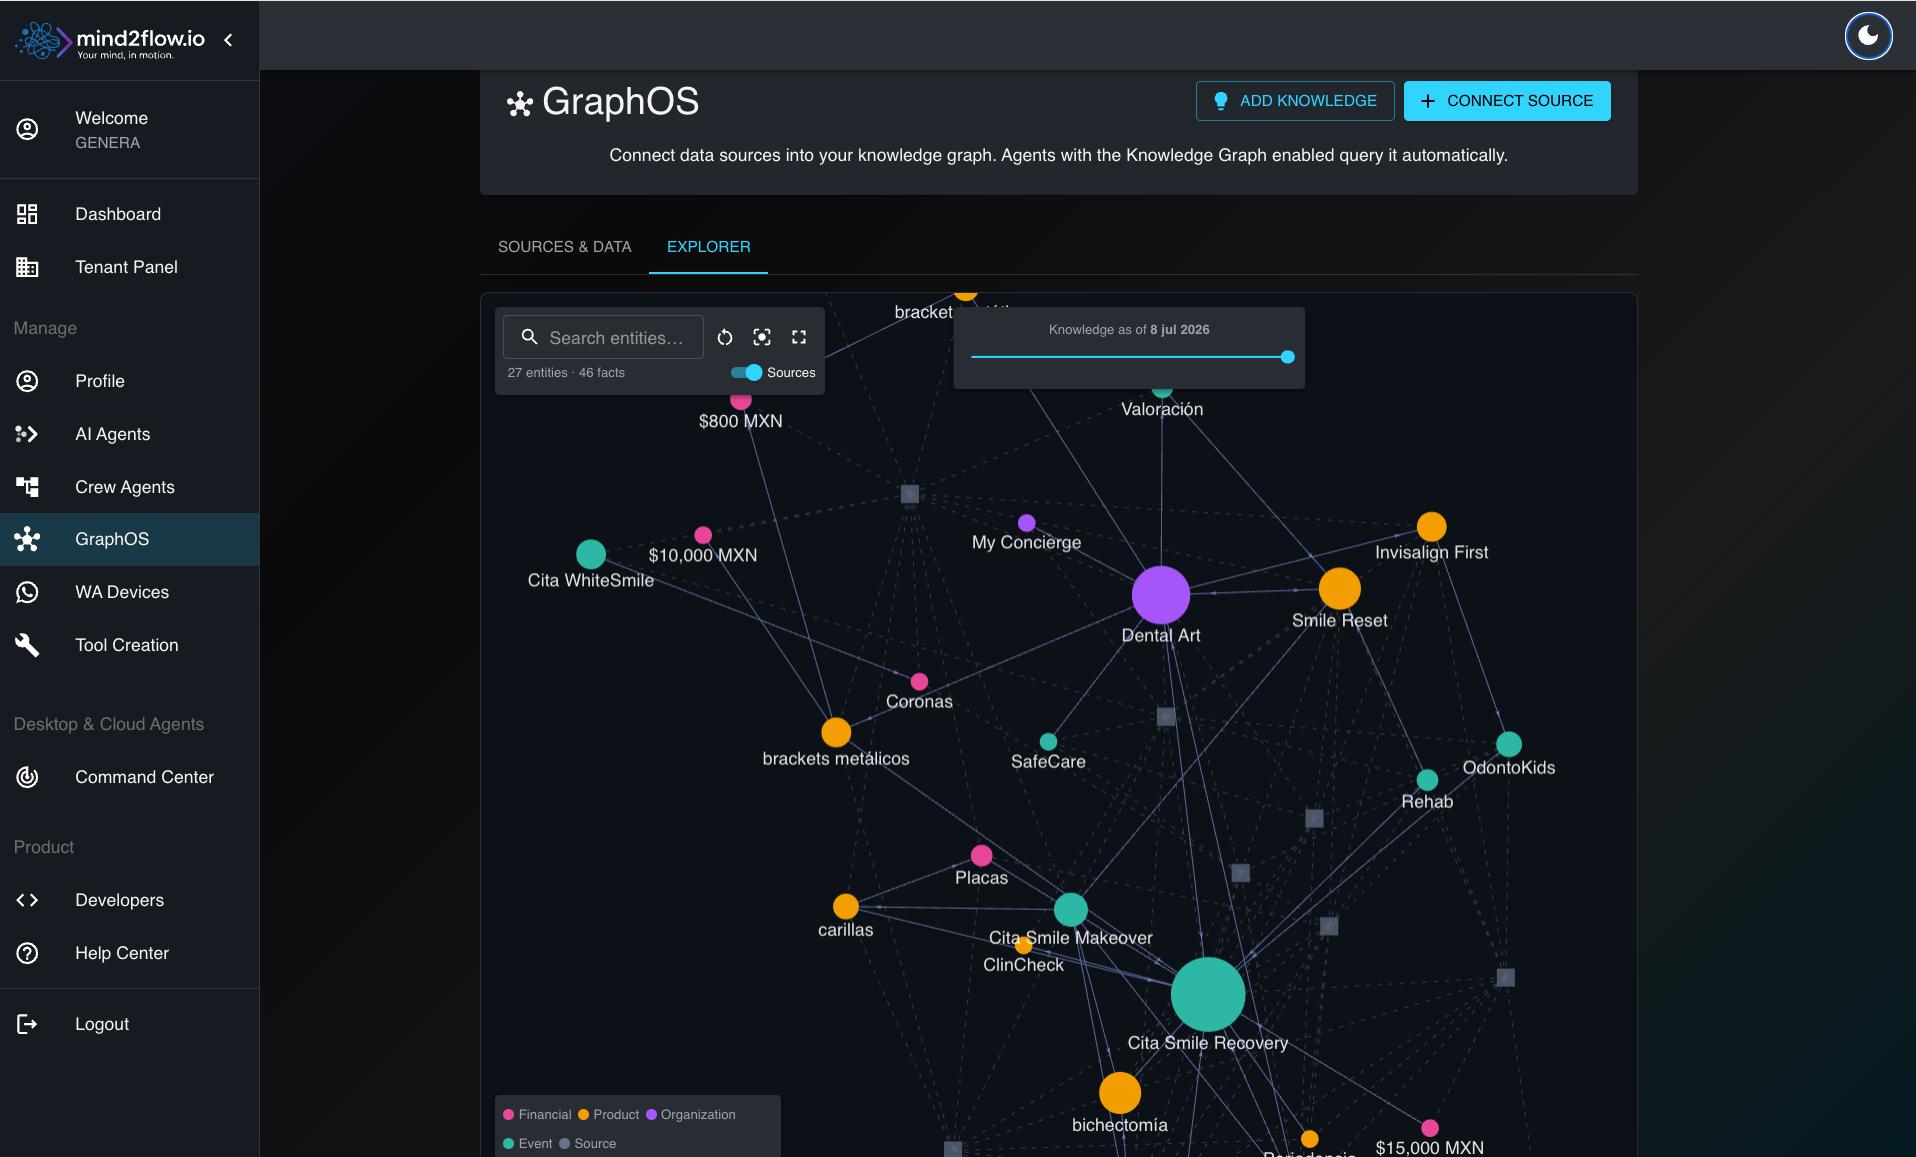 mind2flow.io
Your mind, in motion.
Welcome
GENERA
Dashboard
Tenant Panel
Manage
Profile
AI Agents
Crew Agents
GraphOS
WA Devices
Tool Creation
Desktop & Cloud Agents
Command Center
Product
Developers
Help Center
Logout
GraphOS
ADD KNOWLEDGE
CONNECT SOURCE
Connect data sources into your knowledge graph. Agents with the Knowledge Graph enabled query it automatically.
SOURCES & DATA
EXPLORER
Search entities…
27 entities · 46 facts
Sources
Knowledge as of 8 jul 2026
bracket
$800 MXN
Valoración
My Concierge
Invisalign First
$10,000 MXN
Cita WhiteSmile
Smile Reset
Dental Art
Coronas
brackets metálicos
SafeCare
OdontoKids
Rehab
Placas
carillas
Cita Smile Makeover
ClinCheck
Cita Smile Recovery
bichectomía
$15,000 MXN
Financial
Product
Organization
Event
Source